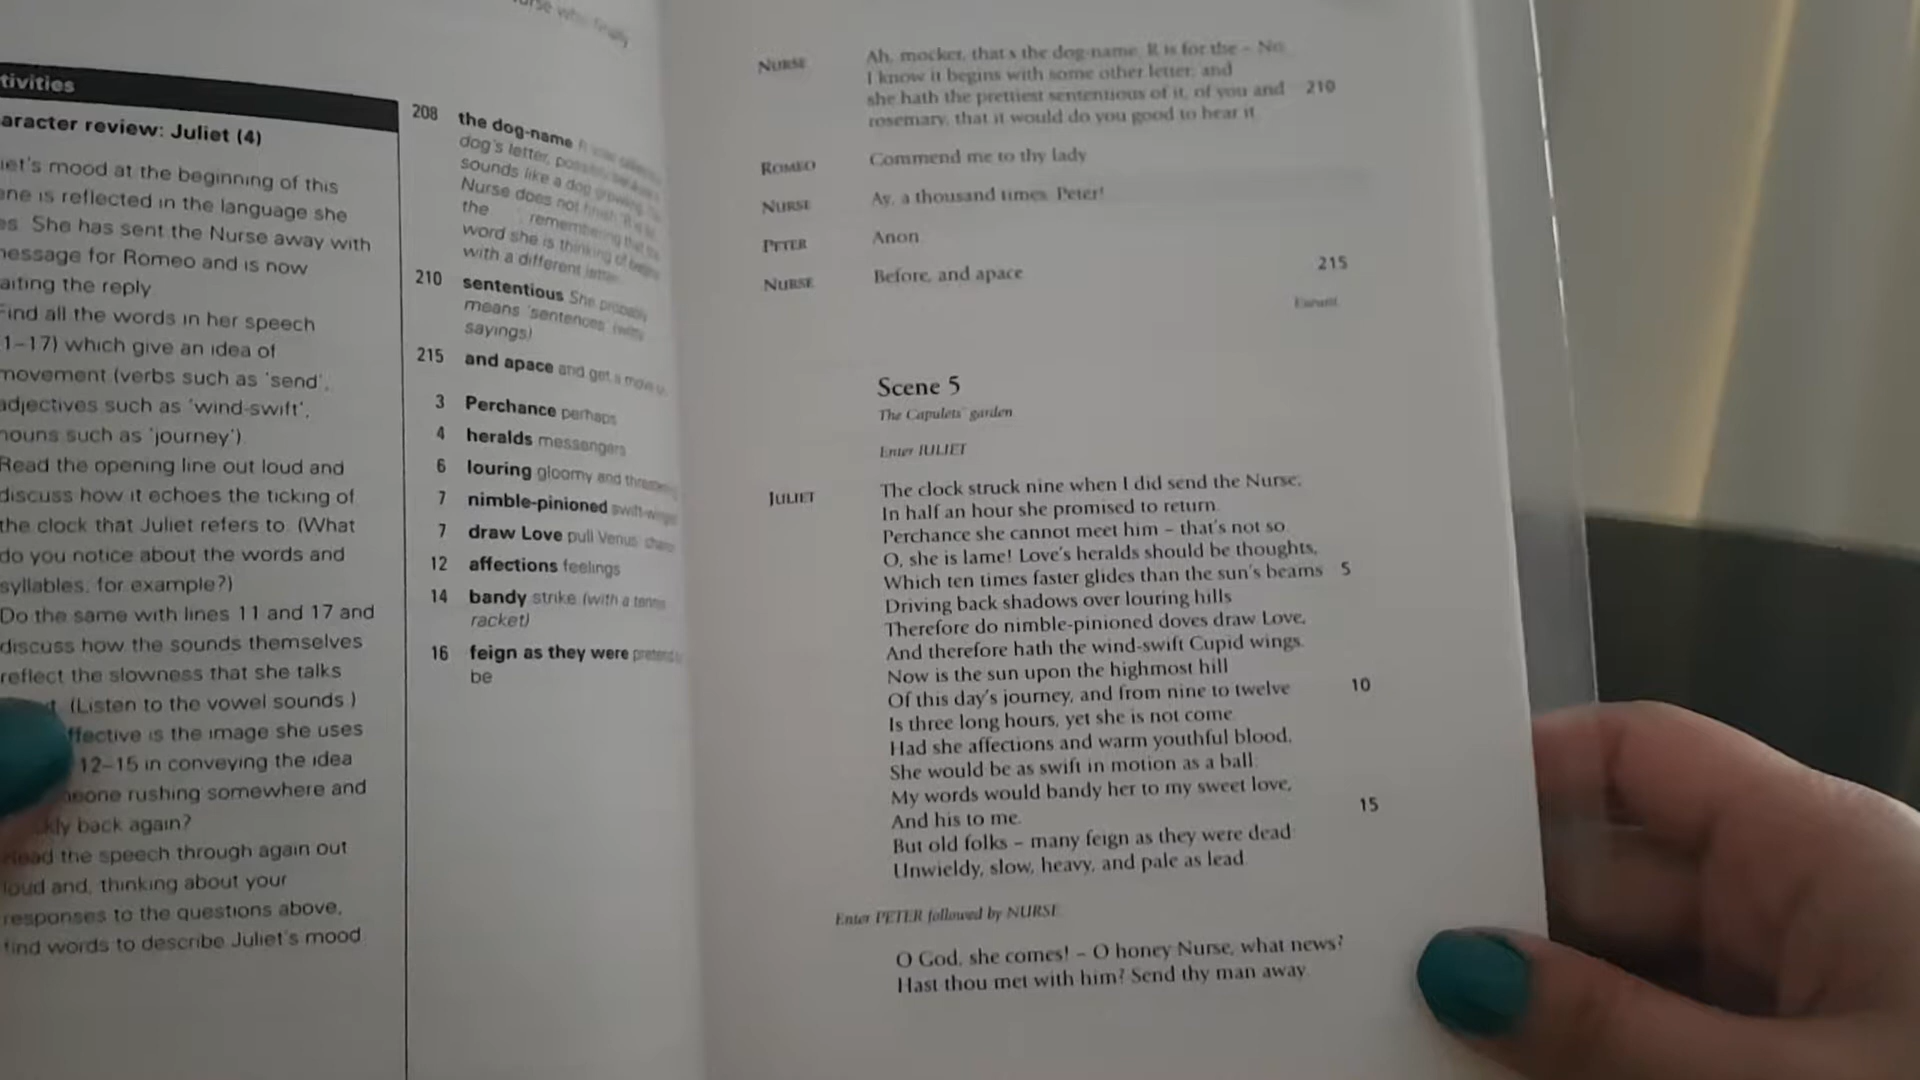 tivities
aracter review: Juliet (4)
iet's mood at the beginning of this
ene is reflected in the language she
es. She has sent the Nurse away with
nessage for Romeo and is now
aiting the reply
Find all the words in her speech
1–17) which give an idea of
movement (verbs such as 'send',
adjectives such as 'wind-swift',
nouns such as 'journey')
Read the opening line out loud and
discuss how it echoes the ticking of
the clock that Juliet refers to. (What
do you notice about the words and
syllables, for example?)
Do the same with lines 11 and 17 and
discuss how the sounds themselves
reflect the slowness that she talks
t. (Listen to the vowel sounds.)
ffective is the image she uses
12–15 in conveying the idea
neone rushing somewhere and
kly back again?
Read the speech through again out
loud and, thinking about your
responses to the questions above,
find words to describe Juliet's mood
208 the dog-name It was
dog's letter,
sounds like a dog growing.
Nurse does not
the remembering that
word she is thinking of
with a different letter.
210 sententious She probably
means 'sentences' (witty
sayings)
215 and apace and get a move
3 Perchance perhaps
4 heralds messengers
6 louring gloomy and
7 nimble-pinioned
7 draw Love pull Venus'
12 affections feelings
14 bandy strike (with a tennis
racket)
16 feign as they were pretend
be
NURSE Ah, mocker, that's the dog-name. R is for the – No
I know it begins with some other letter, and
she hath the prettiest sententious of it, of you and 210
rosemary, that it would do you good to hear it.
ROMEO Commend me to thy lady
NURSE Ay, a thousand times. Peter!
PETER Anon
NURSE Before, and apace 215
Exeunt
Scene 5
The Capulets' garden
Enter JULIET
JULIET The clock struck nine when I did send the Nurse;
In half an hour she promised to return.
Perchance she cannot meet him – that's not so.
O, she is lame! Love's heralds should be thoughts,
Which ten times faster glides than the sun's beams 5
Driving back shadows over louring hills
Therefore do nimble-pinioned doves draw Love,
And therefore hath the wind-swift Cupid wings.
Now is the sun upon the highmost hill
Of this day's journey, and from nine to twelve 10
Is three long hours, yet she is not come.
Had she affections and warm youthful blood,
She would be as swift in motion as a ball;
My words would bandy her to my sweet love,
And his to me. 15
But old folks – many feign as they were dead
Unwieldy, slow, heavy, and pale as lead
Enter PETER followed by NURSE
O God, she comes! – O honey Nurse, what news?
Hast thou met with him? Send thy man away